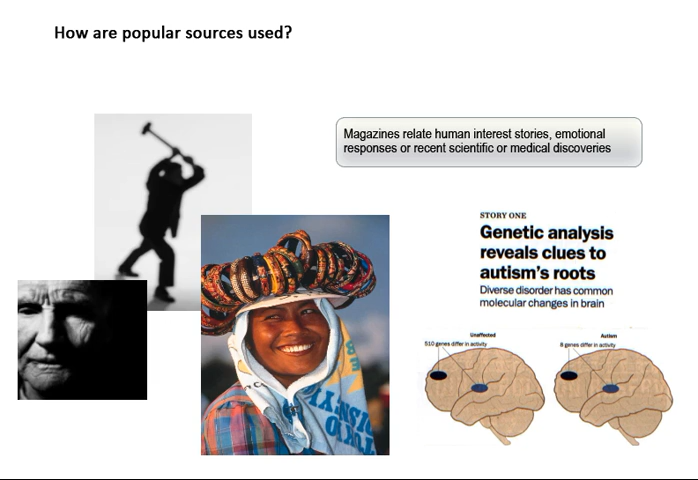 How are popular sources used?
Magazines relate human interest stories, emotional
responses or recent scientific or medical discoveries
STORY ONE
Genetic analysis
reveals clues to
autism's roots
Diverse disorder has common
molecular changes in brain
Unaffected
510 genes differ in activity
Autism
8 genes differ in activity